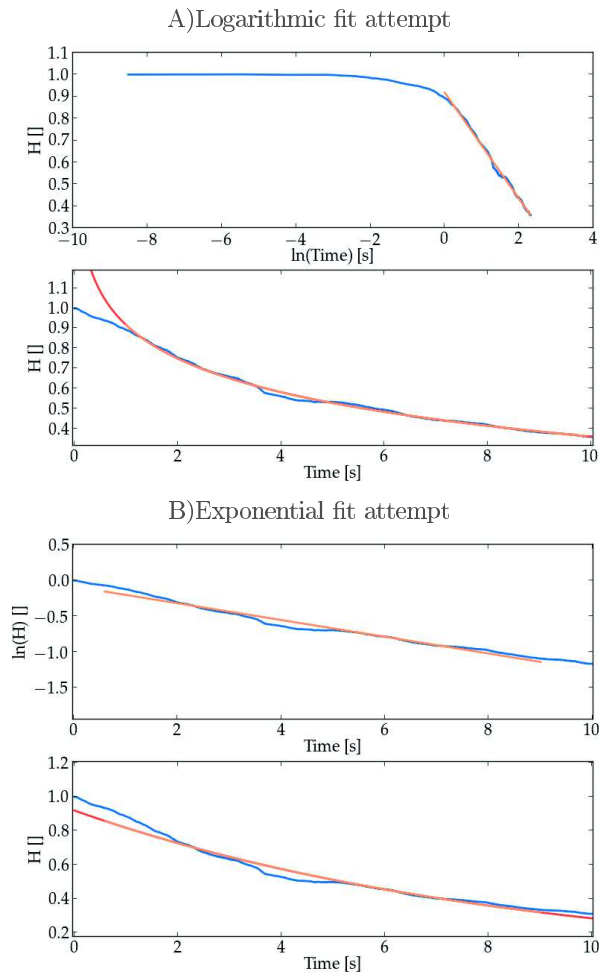 A)Logarithmic fit attempt
1.1
1.0
0.9
0.8
0.7
0.6
0.5
0.4
0.3
H []
−10 −8 −6 −4 −2 0 2 4
ln(Time) [s]
1.1
1.0
0.9
0.8
0.7
0.6
0.5
0.4
H []
0 2 4 6 8 10
Time [s]
B)Exponential fit attempt
0.5
0.0
−0.5
−1.0
−1.5
ln(H) []
0 2 4 6 8 10
Time [s]
1.2
1.0
0.8
0.6
0.4
0.2
H []
0 2 4 6 8 10
Time [s]